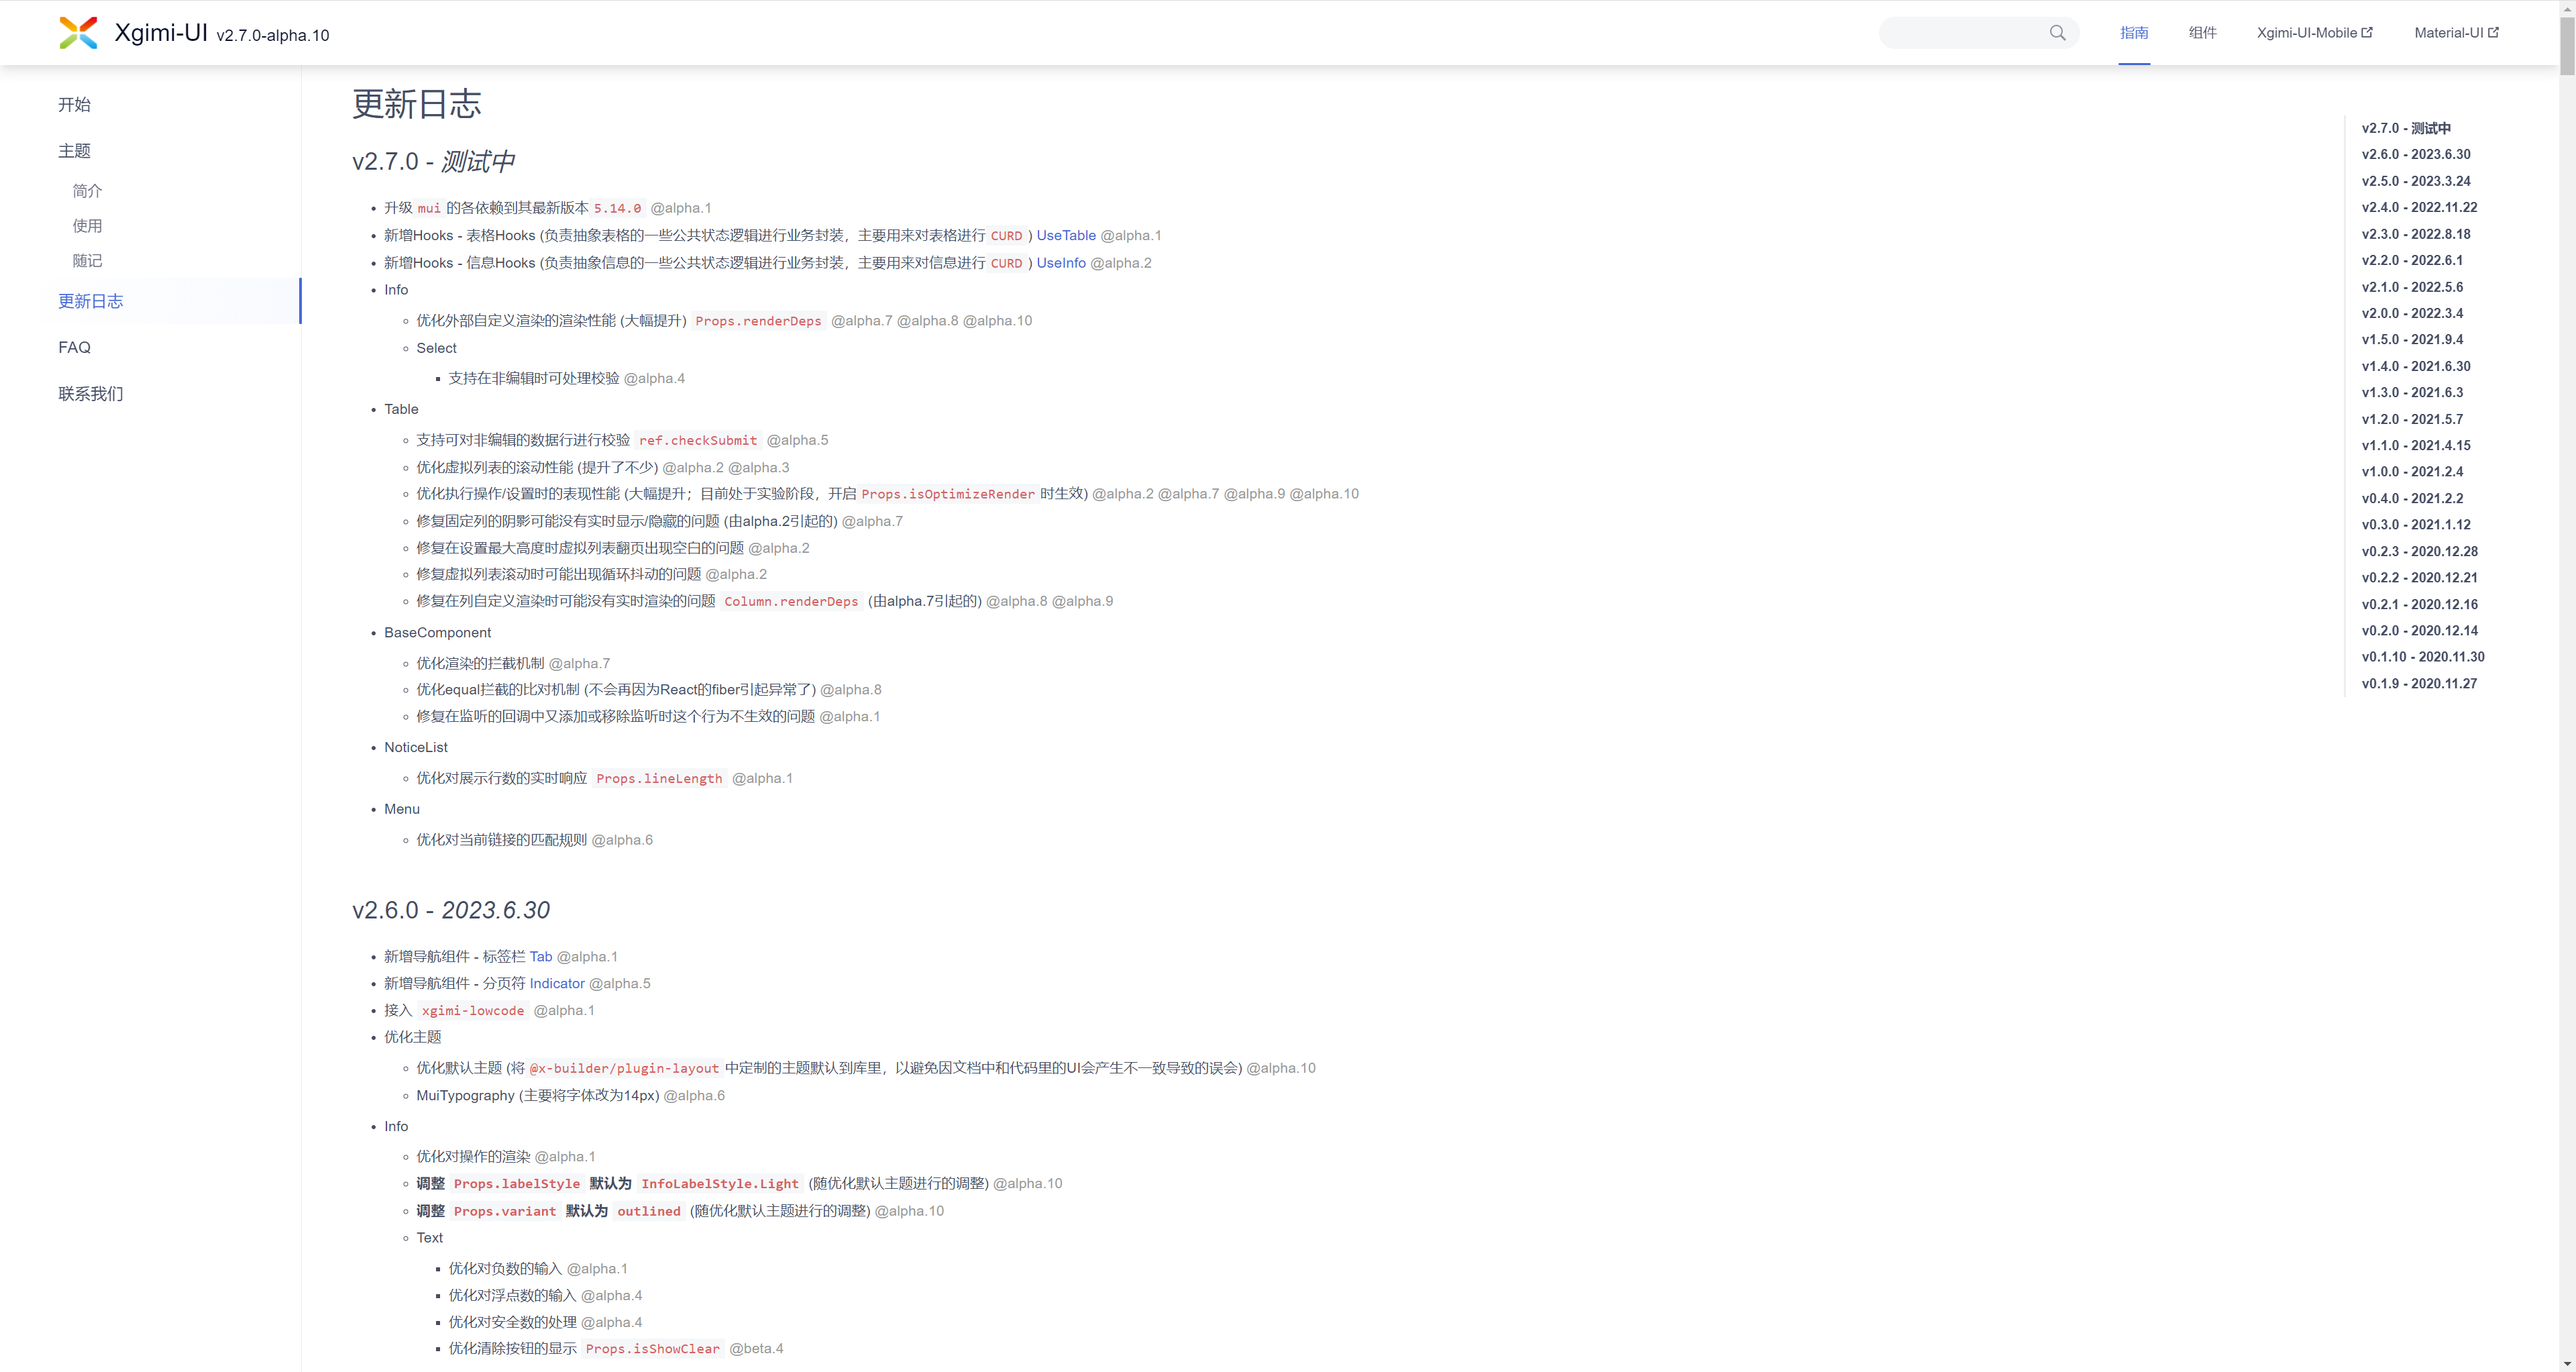 Xgimi-UI v2.7.0-alpha.10
指南
组件
Xgimi-UI-Mobile
Material-UI
开始
主题
简介
使用
随记
更新日志
FAQ
联系我们
更新日志
v2.7.0 - 测试中
升级 mui 的各依赖到其最新版本 5.14.0 @alpha.1
新增Hooks - 表格Hooks (负责抽象表格的一些公共状态逻辑进行业务封装，主要用来对表格进行 CURD ) UseTable @alpha.1
新增Hooks - 信息Hooks (负责抽象信息的一些公共状态逻辑进行业务封装，主要用来对信息进行 CURD ) UseInfo @alpha.2
Info
优化外部自定义渲染的渲染性能 (大幅提升) Props.renderDeps @alpha.7 @alpha.8 @alpha.10
Select
支持在非编辑时可处理校验 @alpha.4
Table
支持可对非编辑的数据行进行校验 ref.checkSubmit @alpha.5
优化虚拟列表的滚动性能 (提升了不少) @alpha.2 @alpha.3
优化执行操作/设置时的表现性能 (大幅提升；目前处于实验阶段，开启 Props.isOptimizeRender 时生效) @alpha.2 @alpha.7 @alpha.9 @alpha.10
修复固定列的阴影可能没有实时显示/隐藏的问题 (由alpha.2引起的) @alpha.7
修复在设置最大高度时虚拟列表翻页出现空白的问题 @alpha.2
修复虚拟列表滚动时可能出现循环抖动的问题 @alpha.2
修复在列自定义渲染时可能没有实时渲染的问题 Column.renderDeps (由alpha.7引起的) @alpha.8 @alpha.9
BaseComponent
优化渲染的拦截机制 @alpha.7
优化equal拦截的比对机制 (不会再因为React的fiber引起异常了) @alpha.8
修复在监听的回调中又添加或移除监听时这个行为不生效的问题 @alpha.1
NoticeList
优化对展示行数的实时响应 Props.lineLength @alpha.1
Menu
优化对当前链接的匹配规则 @alpha.6
v2.6.0 - 2023.6.30
新增导航组件 - 标签栏 Tab @alpha.1
新增导航组件 - 分页符 Indicator @alpha.5
接入 xgimi-lowcode @alpha.1
优化主题
优化默认主题 (将 @x-builder/plugin-layout 中定制的主题默认到库里，以避免因文档中和代码里的UI会产生不一致导致的误会) @alpha.10
MuiTypography (主要将字体改为14px) @alpha.6
Info
优化对操作的渲染 @alpha.1
调整 Props.labelStyle 默认为 InfoLabelStyle.Light (随优化默认主题进行的调整) @alpha.10
调整 Props.variant 默认为 outlined (随优化默认主题进行的调整) @alpha.10
Text
优化对负数的输入 @alpha.1
优化对浮点数的输入 @alpha.4
优化对安全数的处理 @alpha.4
优化清除按钮的显示 Props.isShowClear @beta.4
v2.7.0 - 测试中
v2.6.0 - 2023.6.30
v2.5.0 - 2023.3.24
v2.4.0 - 2022.11.22
v2.3.0 - 2022.8.18
v2.2.0 - 2022.6.1
v2.1.0 - 2022.5.6
v2.0.0 - 2022.3.4
v1.5.0 - 2021.9.4
v1.4.0 - 2021.6.30
v1.3.0 - 2021.6.3
v1.2.0 - 2021.5.7
v1.1.0 - 2021.4.15
v1.0.0 - 2021.2.4
v0.4.0 - 2021.2.2
v0.3.0 - 2021.1.12
v0.2.3 - 2020.12.28
v0.2.2 - 2020.12.21
v0.2.1 - 2020.12.16
v0.2.0 - 2020.12.14
v0.1.10 - 2020.11.30
v0.1.9 - 2020.11.27